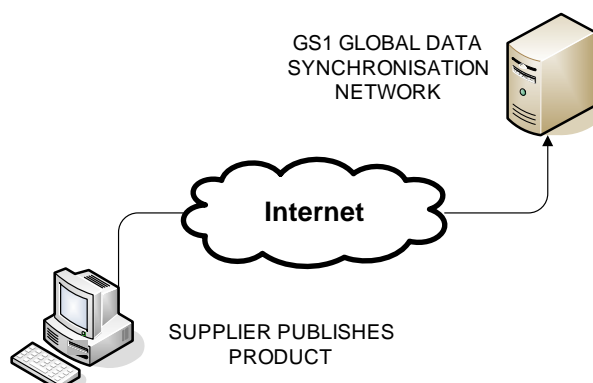 GS1 GLOBAL DATA
SYNCHRONISATION
NETWORK
Internet
SUPPLIER PUBLISHES
PRODUCT